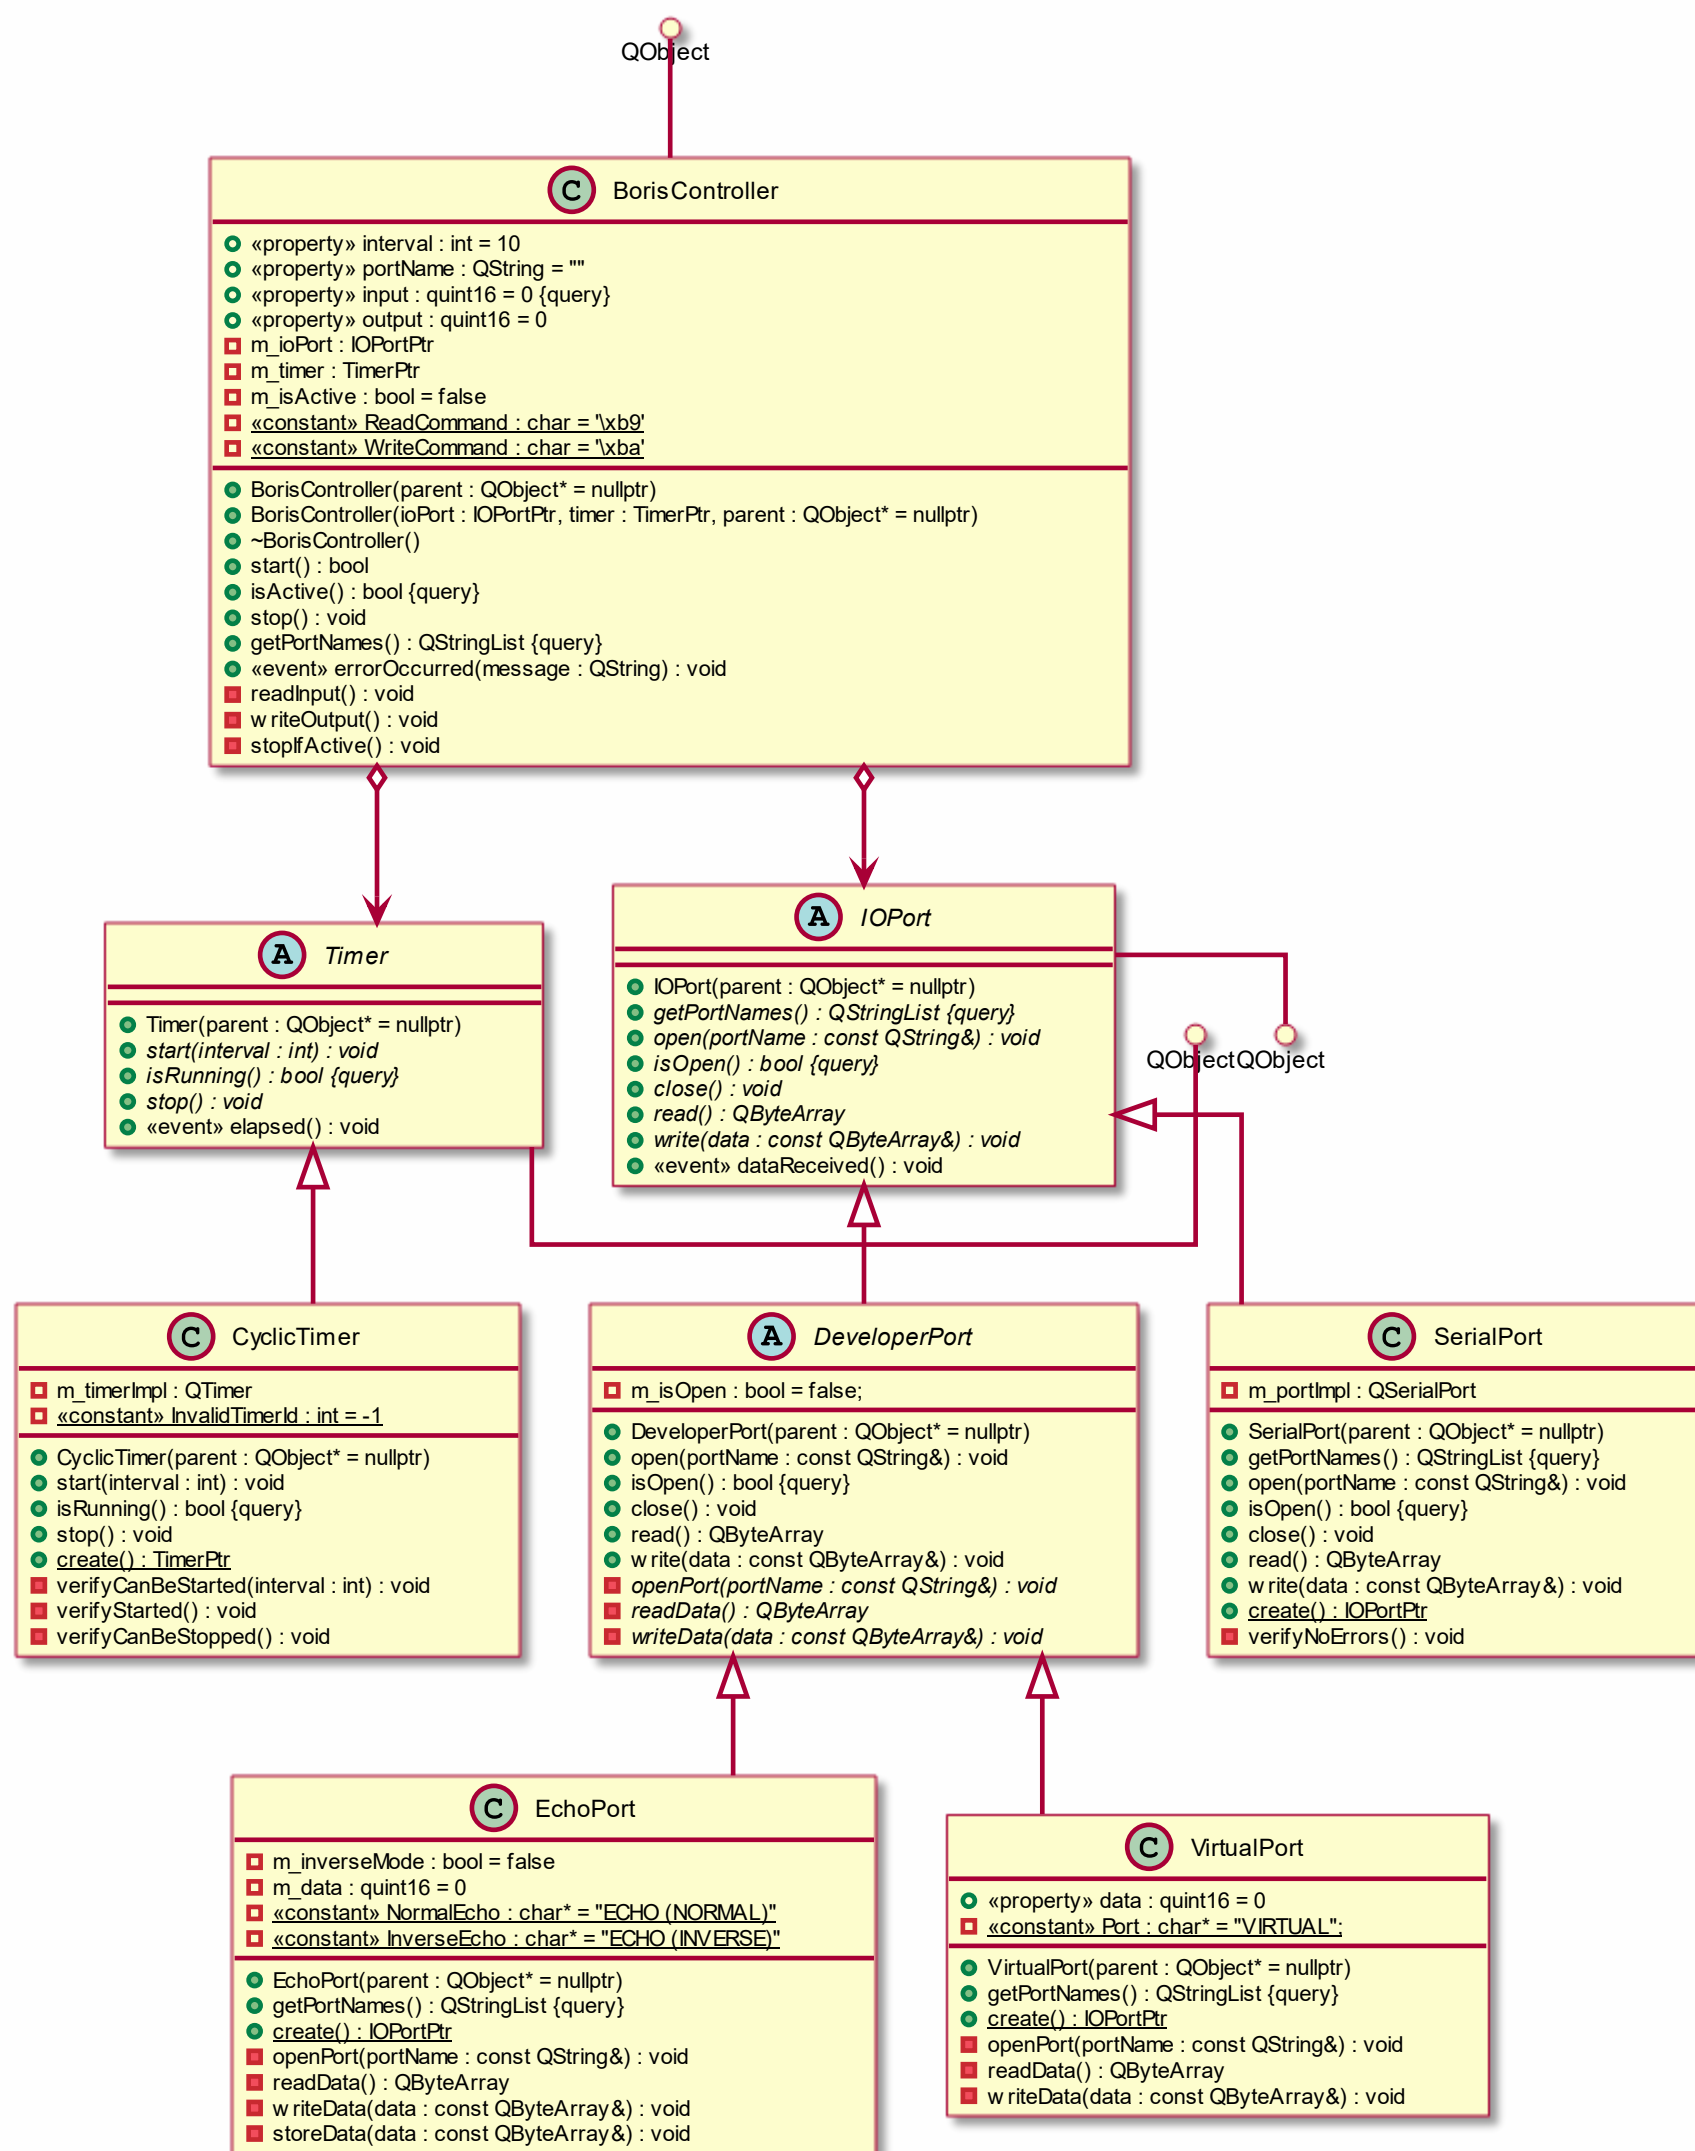 QObject
C BorisController
«property» interval : int = 10
«property» portName : QString = ""
«property» input : quint16 = 0 {query}
«property» output : quint16 = 0
m_ioPort : IOPortPtr
m_timer : TimerPtr
m_isActive : bool = false
«constant» ReadCommand : char = '\xb9'
«constant» WriteCommand : char = '\xba'
BorisController(parent : QObject* = nullptr)
BorisController(ioPort : IOPortPtr, timer : TimerPtr, parent : QObject* = nullptr)
~BorisController()
start() : bool
isActive() : bool {query}
stop() : void
getPortNames() : QStringList {query}
«event» errorOccurred(message : QString) : void
readInput() : void
writeOutput() : void
stopIfActive() : void
A Timer
Timer(parent : QObject* = nullptr)
start(interval : int) : void
isRunning() : bool {query}
stop() : void
«event» elapsed() : void
A IOPort
IOPort(parent : QObject* = nullptr)
getPortNames() : QStringList {query}
open(portName : const QString&) : void
isOpen() : bool {query}
close() : void
read() : QByteArray
write(data : const QByteArray&) : void
«event» dataReceived() : void
QObject
QObject
C CyclicTimer
m_timerImpl : QTimer
«constant» InvalidTimerId : int = -1
CyclicTimer(parent : QObject* = nullptr)
start(interval : int) : void
isRunning() : bool {query}
stop() : void
create() : TimerPtr
verifyCanBeStarted(interval : int) : void
verifyStarted() : void
verifyCanBeStopped() : void
A DeveloperPort
m_isOpen : bool = false;
DeveloperPort(parent : QObject* = nullptr)
open(portName : const QString&) : void
isOpen() : bool {query}
close() : void
read() : QByteArray
write(data : const QByteArray&) : void
openPort(portName : const QString&) : void
readData() : QByteArray
writeData(data : const QByteArray&) : void
C SerialPort
m_portImpl : QSerialPort
SerialPort(parent : QObject* = nullptr)
getPortNames() : QStringList {query}
open(portName : const QString&) : void
isOpen() : bool {query}
close() : void
read() : QByteArray
write(data : const QByteArray&) : void
create() : IOPortPtr
verifyNoErrors() : void
C EchoPort
m_inverseMode : bool = false
m_data : quint16 = 0
«constant» NormalEcho : char* = "ECHO (NORMAL)"
«constant» InverseEcho : char* = "ECHO (INVERSE)"
EchoPort(parent : QObject* = nullptr)
getPortNames() : QStringList {query}
create() : IOPortPtr
openPort(portName : const QString&) : void
readData() : QByteArray
writeData(data : const QByteArray&) : void
storeData(data : const QByteArray&) : void
C VirtualPort
«property» data : quint16 = 0
«constant» Port : char* = "VIRTUAL";
VirtualPort(parent : QObject* = nullptr)
getPortNames() : QStringList {query}
create() : IOPortPtr
openPort(portName : const QString&) : void
readData() : QByteArray
writeData(data : const QByteArray&) : void